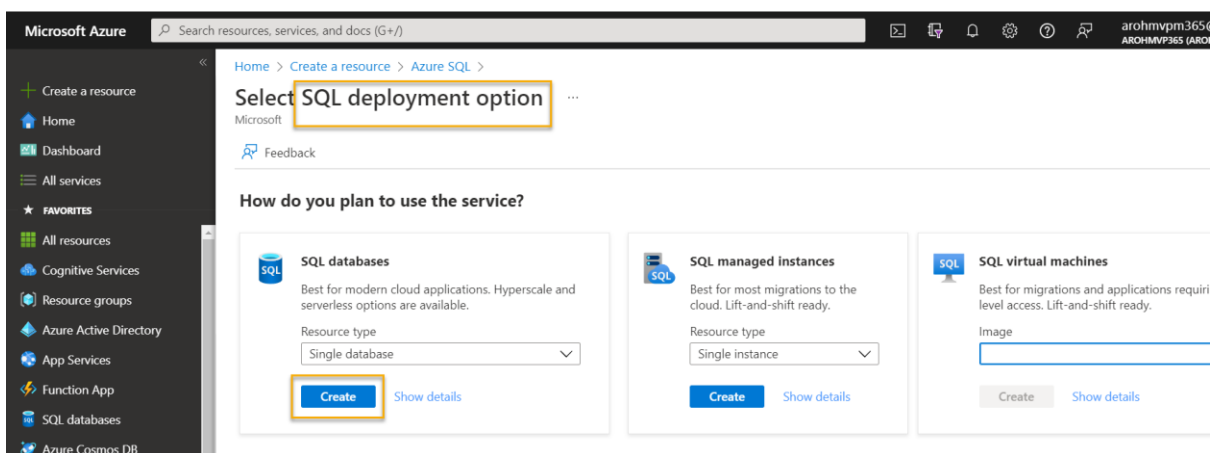 Microsoft Azure
Search resources, services, and docs (G+/)
arohmvpm365@
AROHMVP365 (AROH
«
Create a resource
Home
Dashboard
All services
★ FAVORITES
All resources
Cognitive Services
Resource groups
Azure Active Directory
App Services
Function App
SQL databases
Azure Cosmos DB
Home > Create a resource > Azure SQL >
Select SQL deployment option ...
Microsoft
Feedback
How do you plan to use the service?
SQL
SQL databases
Best for modern cloud applications. Hyperscale and
serverless options are available.
Resource type
Single database
Create Show details
SQL
SQL managed instances
Best for most migrations to the
cloud. Lift-and-shift ready.
Resource type
Single instance
Create Show details
SQL
SQL virtual machines
Best for migrations and applications requiri
level access. Lift-and-shift ready.
Image
Create Show details